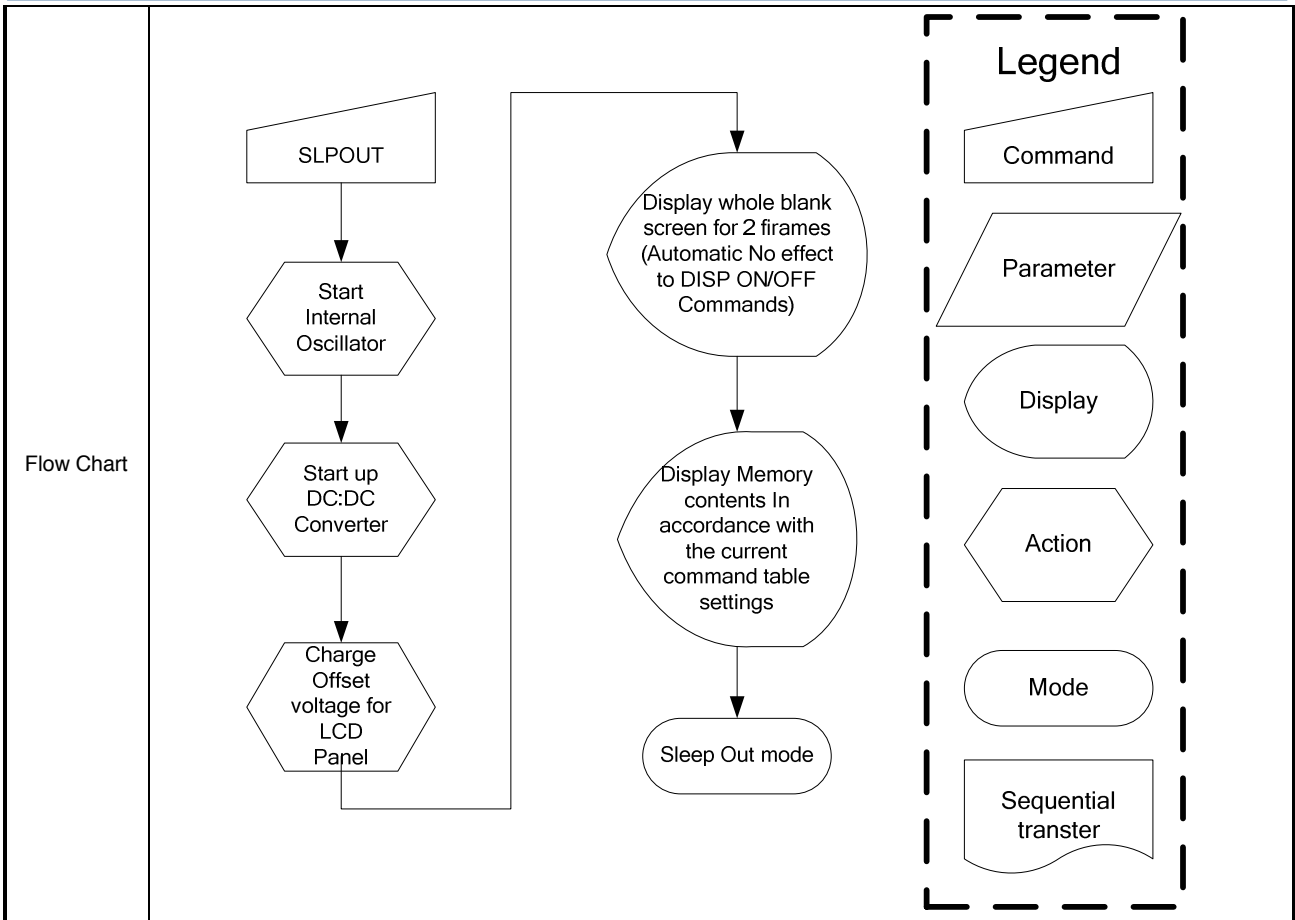 Flow Chart
SLPOUT
Start
Internal
Oscillator
Start up
DC:DC
Converter
Charge
Offset
voltage for
LCD
Panel
Display whole blank
screen for 2 firames
(Automatic No effect
to DISP ON/OFF
Commands)
Display Memory
contents In
accordance with
the current
command table
settings
Sleep Out mode
Legend
Command
Parameter
Display
Action
Mode
Sequential
transter